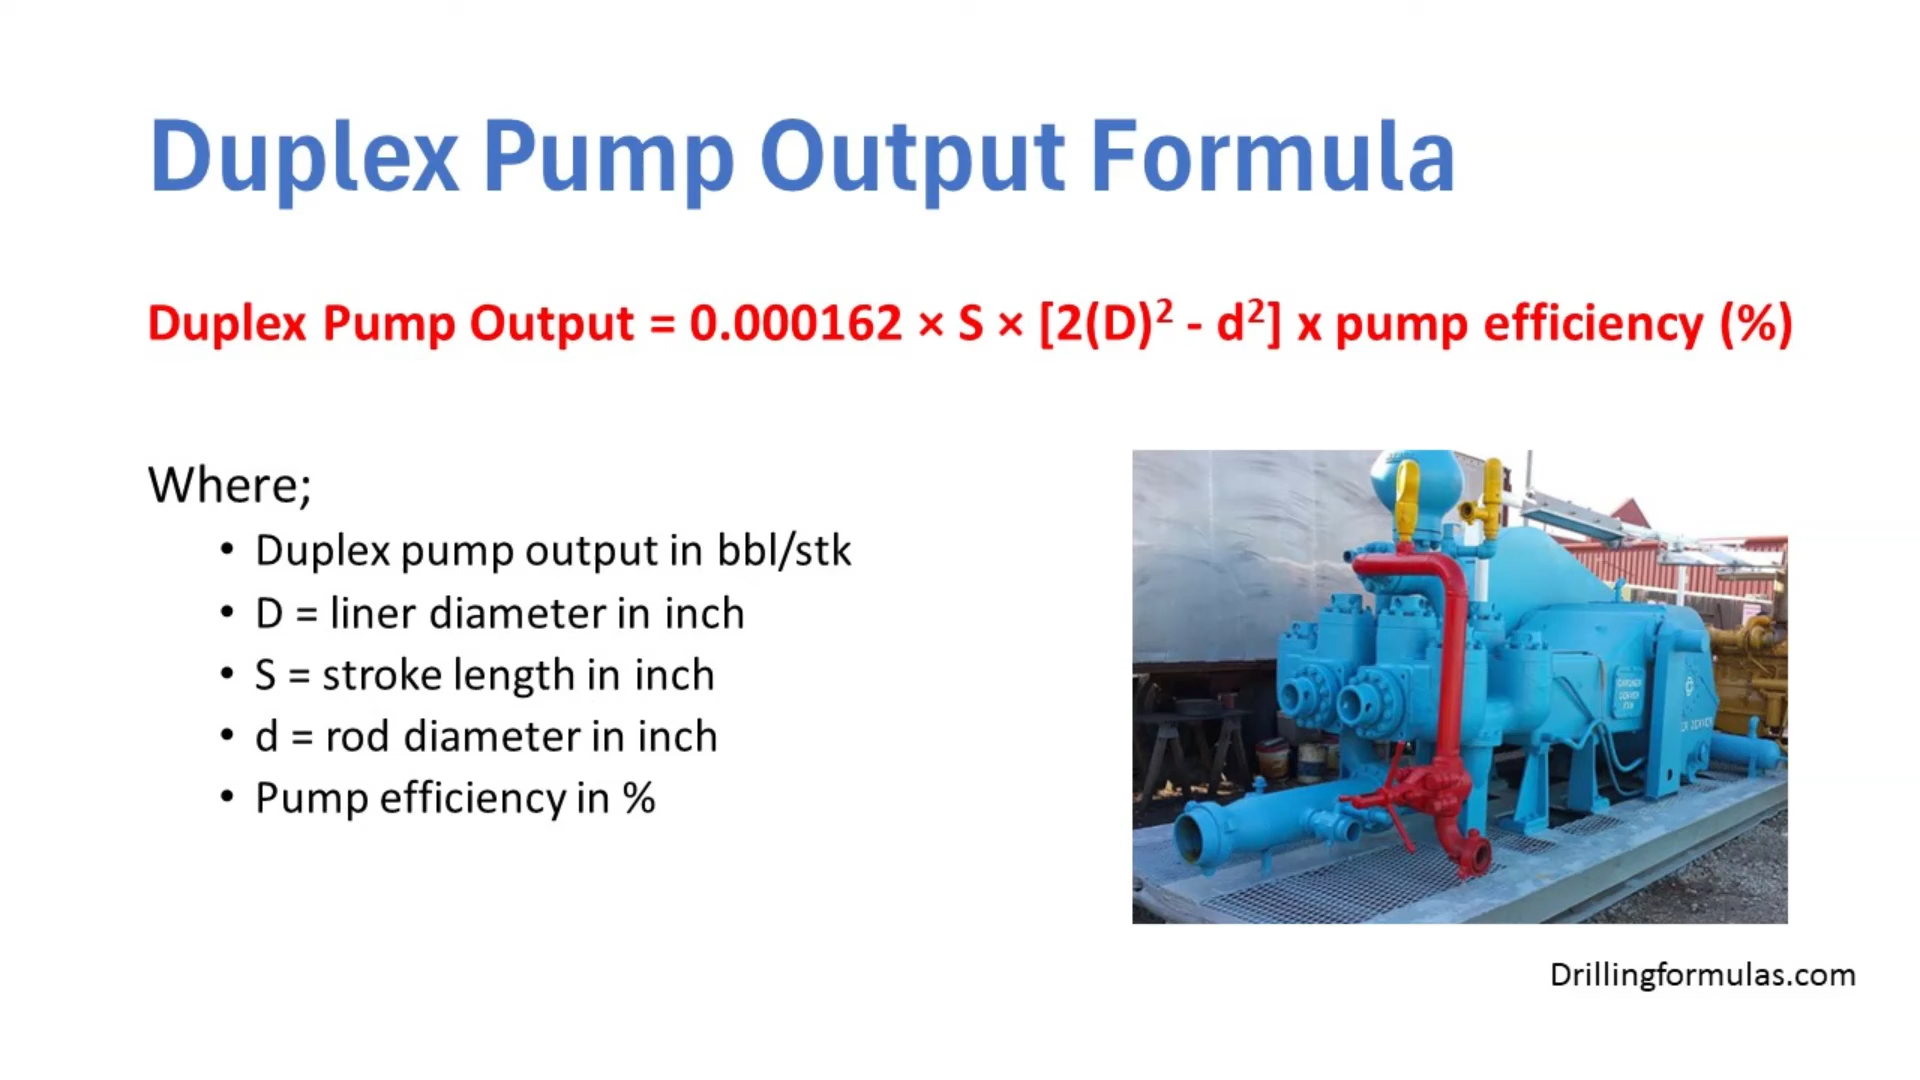 Duplex Pump Output Formula
Duplex Pump Output = 0.000162 × S × [2(D)² - d²] x pump efficiency (%)
Where;
• Duplex pump output in bbl/stk
• D = liner diameter in inch
• S = stroke length in inch
• d = rod diameter in inch
• Pump efficiency in %
GARDNER
DENVER
Drillingformulas.com